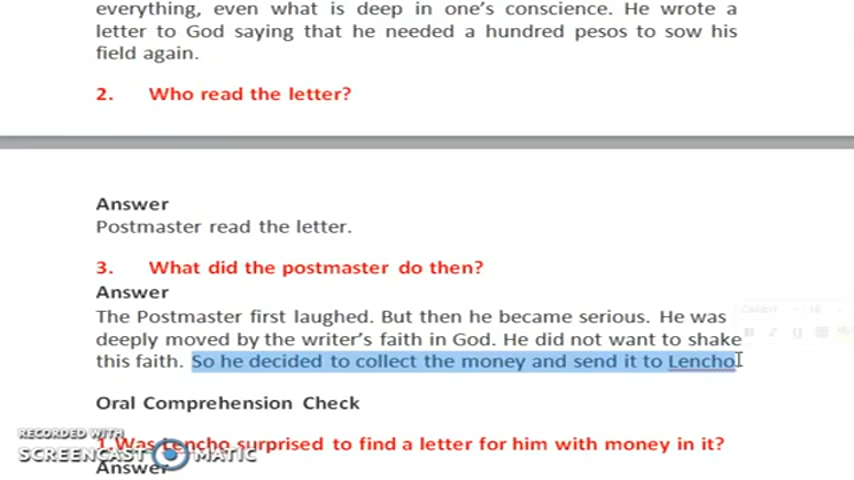 everything, even what is deep in one's conscience. He wrote a
letter to God saying that he needed a hundred pesos to sow his
field again.
2. Who read the letter?
Answer
Postmaster read the letter.
3. What did the postmaster do then?
Answer
The Postmaster first laughed. But then he became serious. He was
deeply moved by the writer's faith in God. He did not want to shake
this faith. So he decided to collect the money and send it to Lencho
Oral Comprehension Check
1.Was Lencho surprised to find a letter for him with money in it?
Answer
RECORDED WITH
SCREENCAST MATIC